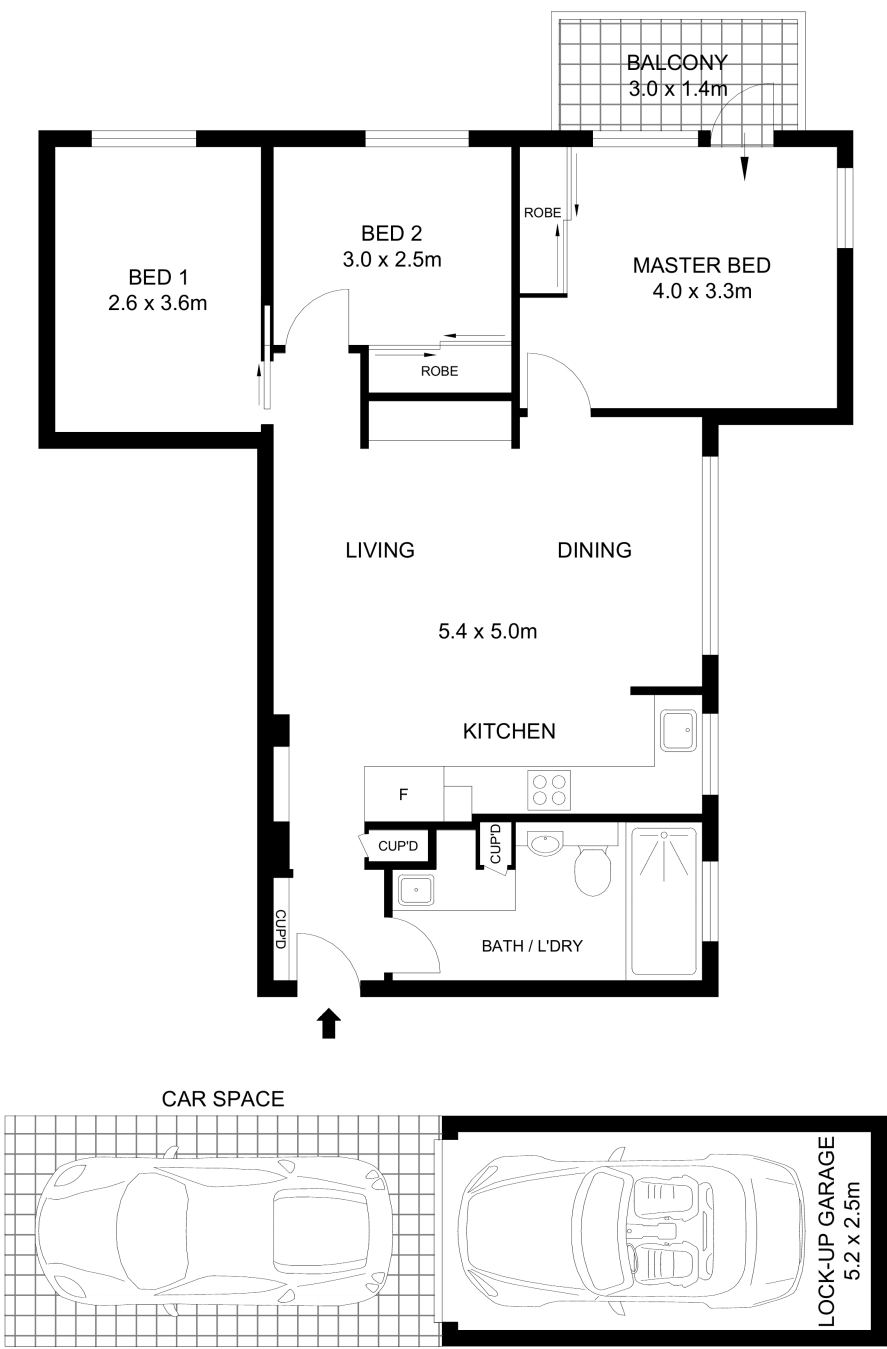 BALCONY
3.0 x 1.4m
ROBE
BED 2
3.0 x 2.5m
MASTER BED
4.0 x 3.3m
BED 1
2.6 x 3.6m
ROBE
LIVING
DINING
5.4 x 5.0m
KITCHEN
F
CUP'D
CUP'D
CUP'D
BATH / L'DRY
CAR SPACE
LOCK-UP GARAGE
5.2 x 2.5m